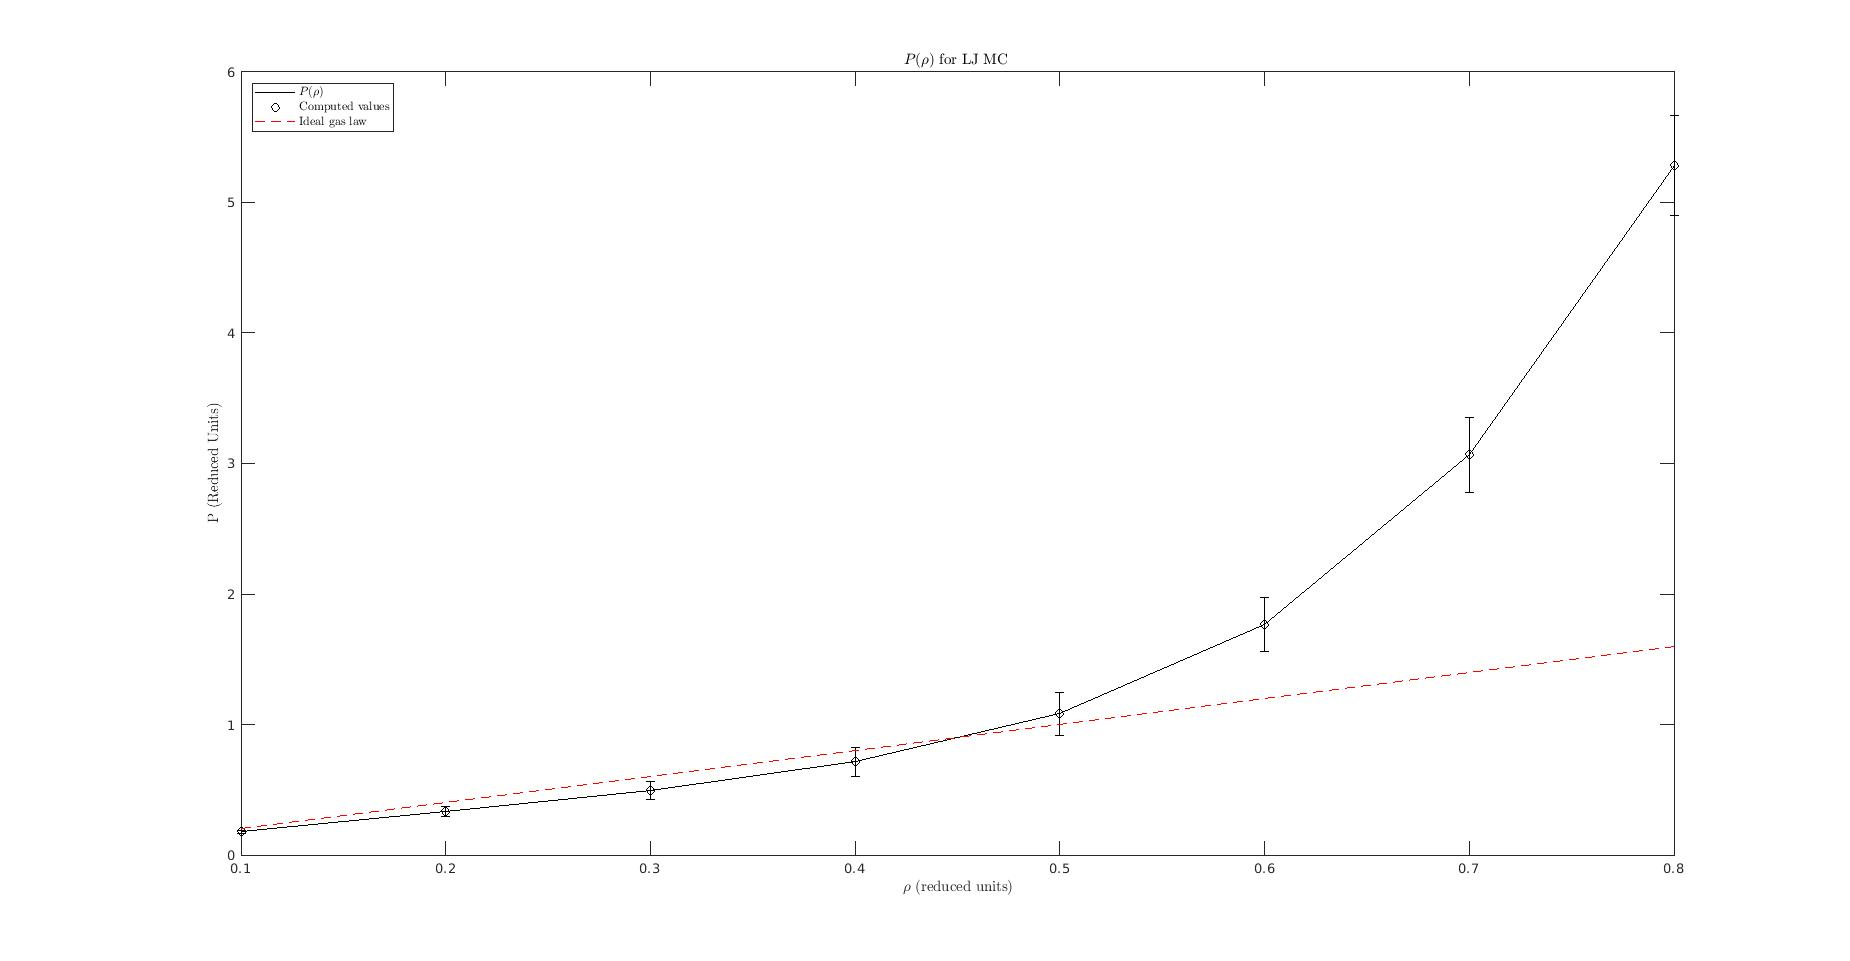 P(ρ) for LJ MC
P(ρ)
Computed values
Ideal gas law
6
5
4
3
2
1
0
P (Reduced Units)
0.1 0.2 0.3 0.4 0.5 0.6 0.7 0.8
ρ (reduced units)